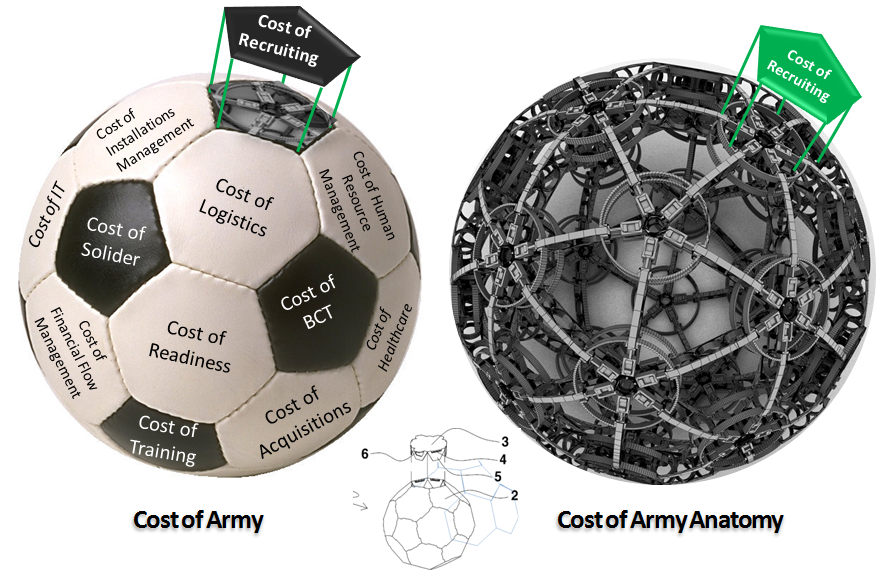 Cost of
Recruiting
Cost of
Installations
Management
Cost of IT
Cost of
Solider
Cost of
Logistics
Cost of Human
Resource
Management
Cost of
BCT
Cost of
Financial Flow
Management
Cost of
Readiness
Cost of
Healthcare
Cost of
Training
Cost of
Acquisitions
Cost of Army
Cost of
Recruiting
3
6
4
5
2
Cost of Army Anatomy